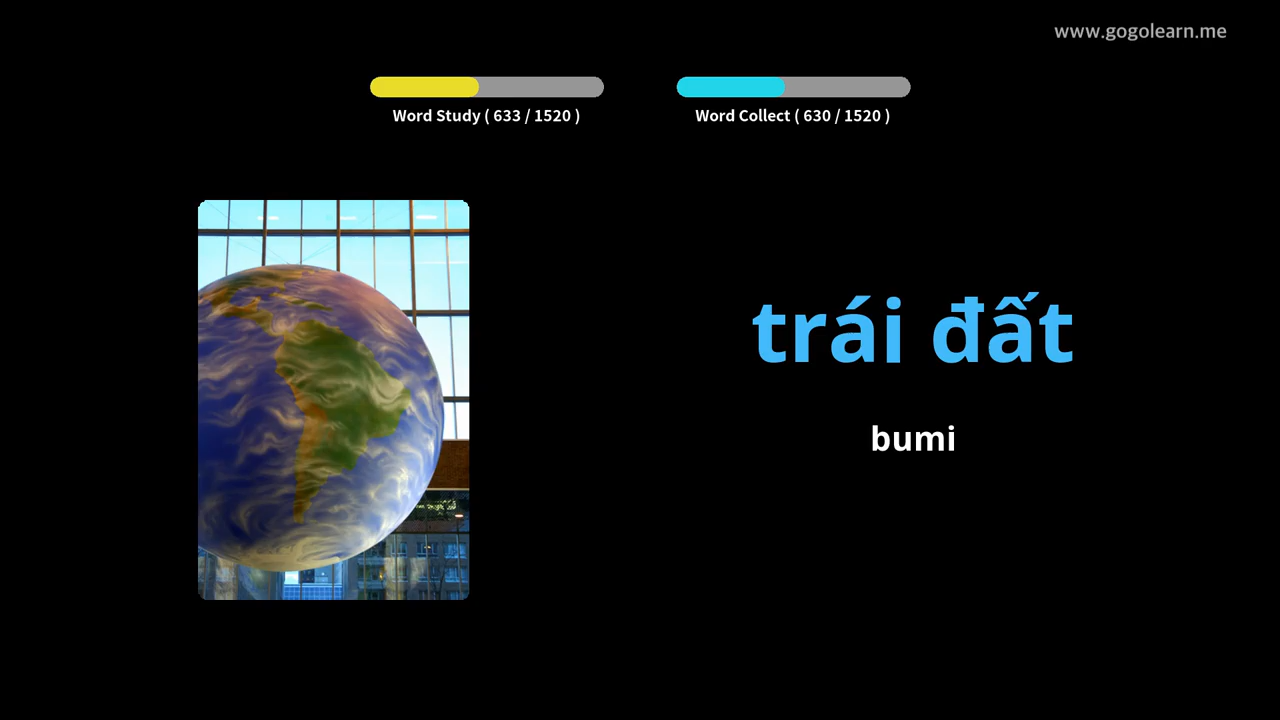 www.gogolearn.me
Word Study ( 633 / 1520 )
Word Collect ( 630 / 1520 )
trái đất
bumi